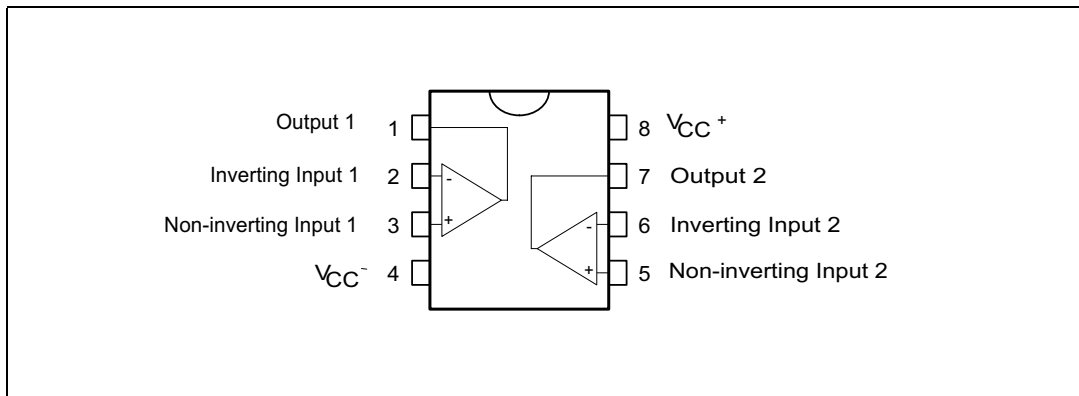 Output 1 1 8 VCC+
Inverting Input 1 2 - 7 Output 2
Non-inverting Input 1 3 + - 6 Inverting Input 2
VCC- 4 + 5 Non-inverting Input 2